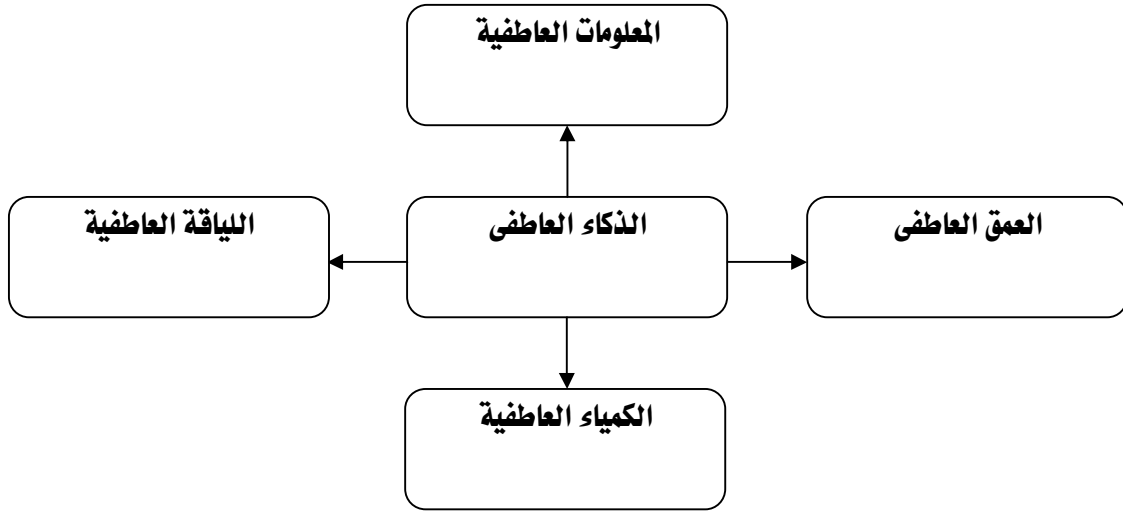 المعلومات العاطفية
العمق العاطفى
الذكاء العاطفى
اللياقة العاطفية
الكمياء العاطفية